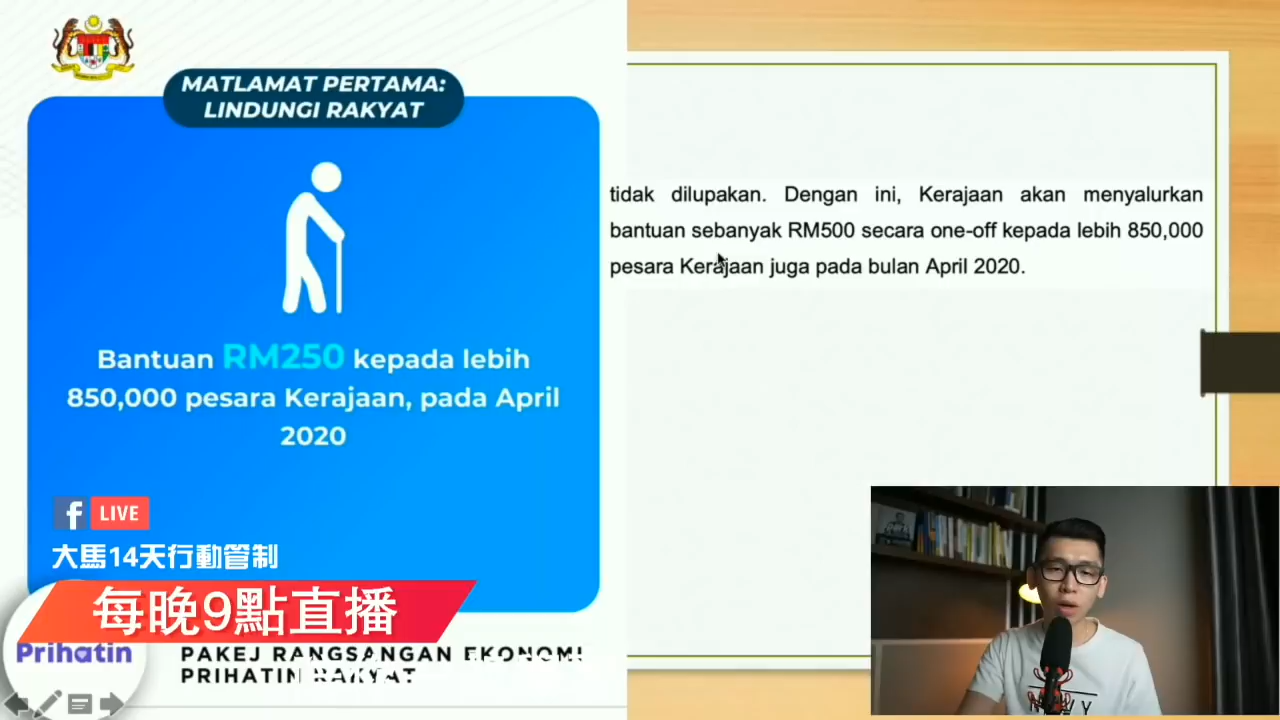 MATLAMAT PERTAMA:
LINDUNGI RAKYAT
Bantuan RM250 kepada lebih
850,000 pesara Kerajaan, pada April
2020
tidak dilupakan. Dengan ini, Kerajaan akan menyalurkan
bantuan sebanyak RM500 secara one-off kepada lebih 850,000
pesara Kerajaan juga pada bulan April 2020.
f LIVE
大馬14天行動管制
每晚9點直播
Prihatin
PAKEJ RANGSANGAN EKONOMI
PRIHATIN RAKYAT